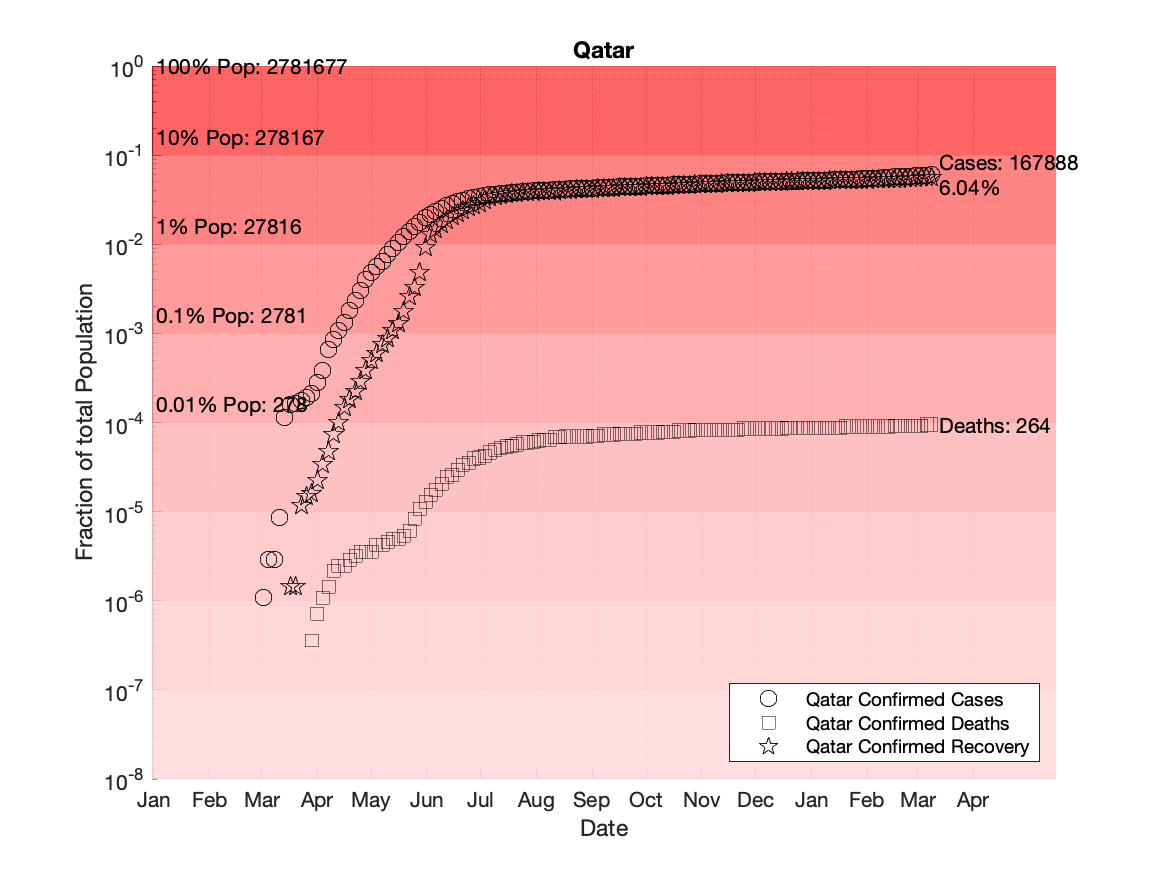 Qatar
10^0
100% Pop: 2781677
10% Pop: 278167
10^-1
Cases: 167888
6.04%
1% Pop: 27816
10^-2
0.1% Pop: 2781
10^-3
0.01% Pop: 278
10^-4
Deaths: 264
10^-5
10^-6
10^-7
10^-8
Fraction of total Population
Qatar Confirmed Cases
Qatar Confirmed Deaths
Qatar Confirmed Recovery
Jan Feb Mar Apr May Jun Jul Aug Sep Oct Nov Dec Jan Feb Mar Apr
Date